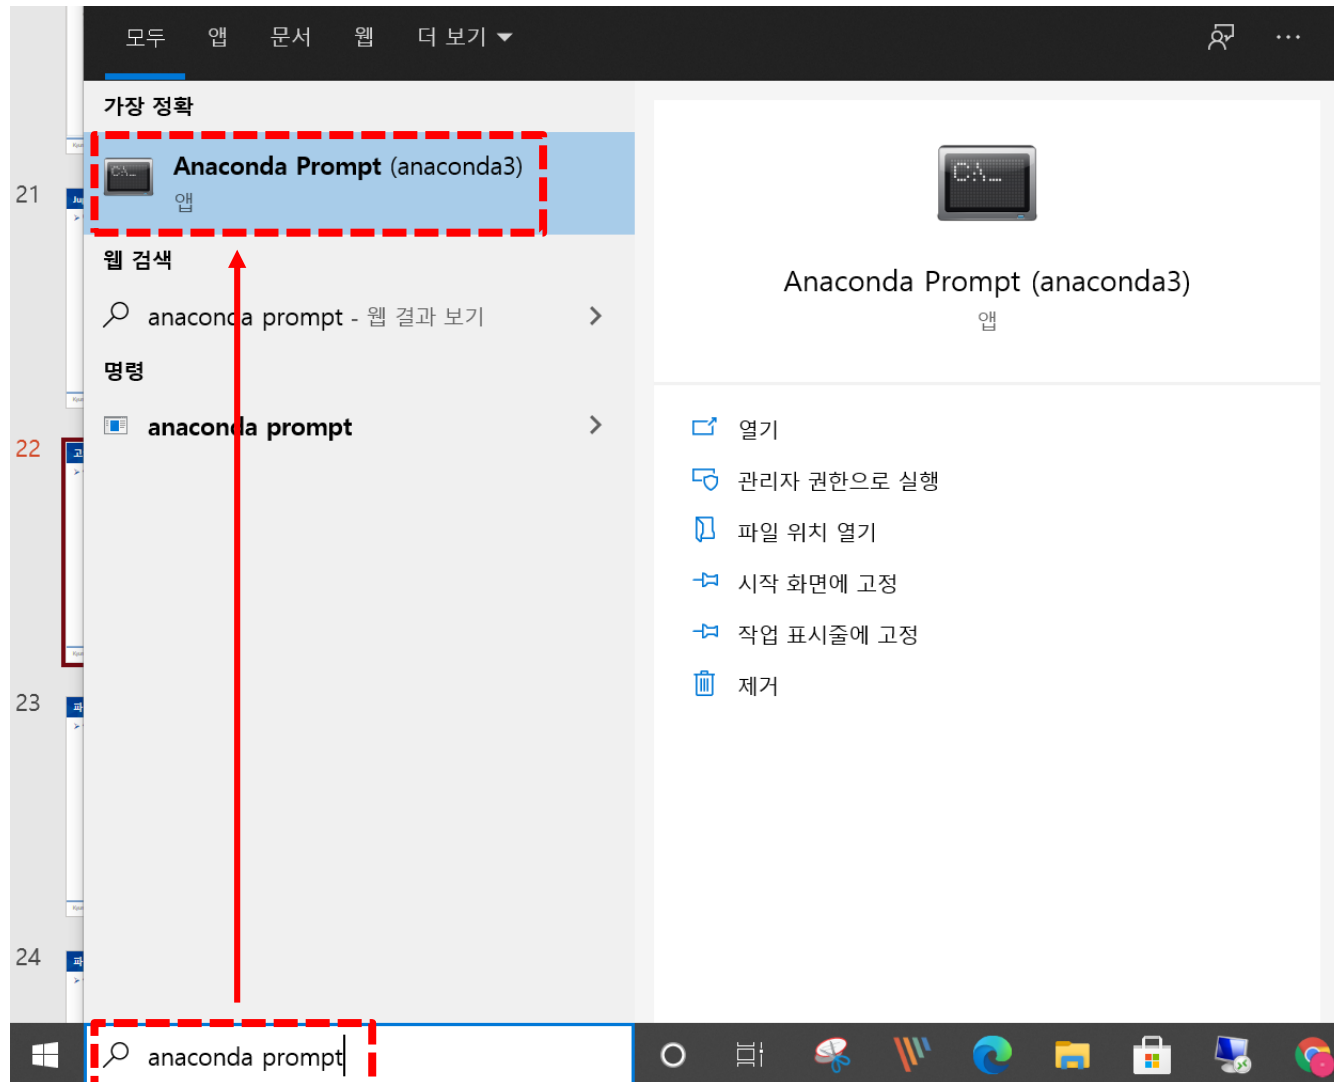 모두 앱 문서 웹 더 보기
가장 정확
Anaconda Prompt (anaconda3)
앱
웹 검색
anaconda prompt - 웹 결과 보기
명령
anaconda prompt
Anaconda Prompt (anaconda3)
앱
열기
관리자 권한으로 실행
파일 위치 열기
시작 화면에 고정
작업 표시줄에 고정
제거
21
22
23
24
anaconda prompt